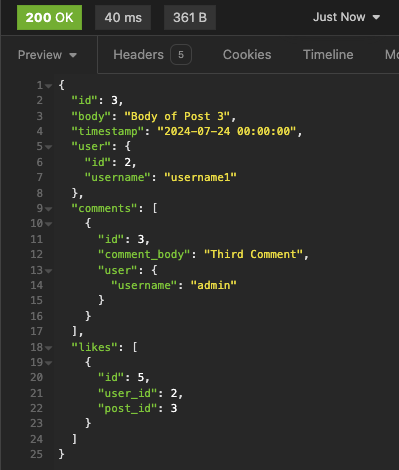 200 OK 40 ms 361 B Just Now
Preview Headers 5 Cookies Timeline
1 {
2 "id": 3,
3 "body": "Body of Post 3",
4 "timestamp": "2024-07-24 00:00:00",
5 "user": {
6 "id": 2,
7 "username": "username1"
8 },
9 "comments": [
10 {
11 "id": 3,
12 "comment_body": "Third Comment",
13 "user": {
14 "username": "admin"
15 }
16 }
17 ],
18 "likes": [
19 {
20 "id": 5,
21 "user_id": 2,
22 "post_id": 3
23 }
24 ]
25 }